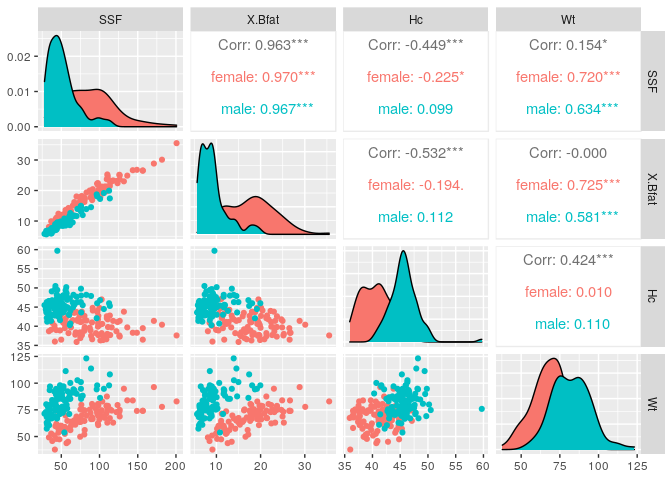 SSF X.Bfat Hc Wt
0.02
0.01
0.00
Corr: 0.963***
female: 0.970***
male: 0.967***
Corr: -0.449***
female: -0.225*
male: 0.099
Corr: 0.154*
female: 0.720***
male: 0.634***
SSF
30
20
10
Corr: -0.532***
female: -0.194.
male: 0.112
Corr: -0.000
female: 0.725***
male: 0.581***
X.Bfat
60
55
50
45
40
35
Corr: 0.424***
female: 0.010
male: 0.110
Hc
125
100
75
50
Wt
50 100 150 200 10 20 30 35 40 45 50 55 60 50 75 100 125